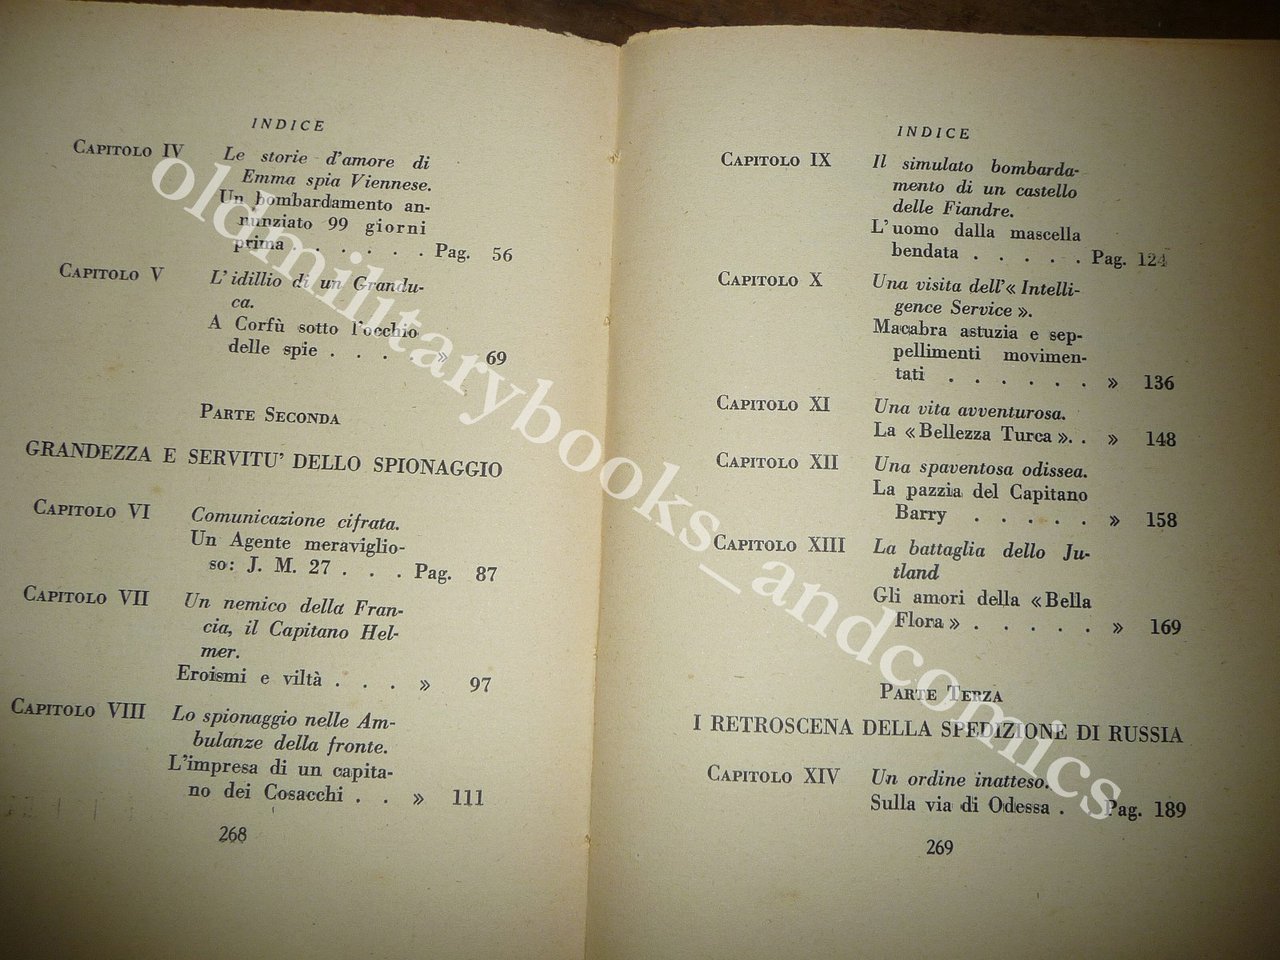 INDICE
CAPITOLO IV Le storie d'amore di
Emma spia Viennese.
Un bombardamento an-
nunziato 99 giorni
prima . . . . . . Pag. 56
CAPITOLO V L'idillio di un Grandu-
ca.
A Corfù sotto l'occhio
delle spie . . . . » 69
PARTE SECONDA
GRANDEZZA E SERVITU' DELLO SPIONAGGIO
CAPITOLO VI Comunicazione cifrata.
Un Agente meraviglio-
so: J. M. 27 . . . Pag. 87
CAPITOLO VII Un nemico della Fran-
cia, il Capitano Hel-
mer.
Eroismi e viltà . . . » 97
CAPITOLO VIII Lo spionaggio nelle Am-
bulanze della fronte.
L'impresa di un capita-
no dei Cosacchi . . » 111
268
INDICE
CAPITOLO IX Il simulato bombarda-
mento di un castello
delle Fiandre.
L'uomo dalla mascella
bendata . . . . . Pag. 124
CAPITOLO X Una visita dell'« Intelli-
gence Service ».
Macabra astuzia e sep-
pellimenti movimen-
tati . . . . . . » 136
CAPITOLO XI Una vita avventurosa.
La « Bellezza Turca ». . » 148
CAPITOLO XII Una spaventosa odissea.
La pazzia del Capitano
Barry . . . . . » 158
CAPITOLO XIII La battaglia dello Ju-
tland
Gli amori della « Bella
Flora » . . . . . » 169
PARTE TERZA
I RETROSCENA DELLA SPEDIZIONE DI RUSSIA
CAPITOLO XIV Un ordine inatteso.
Sulla via di Odessa . Pag. 189
269
oldmilitarybooks_andcomics